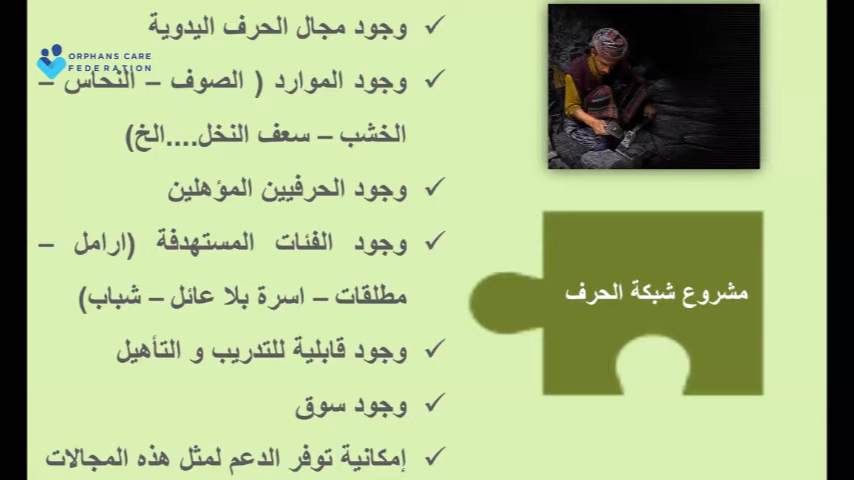 وجود مجال الحرف اليدوية
ORPHANS CARE
FEDERATION
وجود الموارد ( الصوف – النحاس –
الخشب – سعف النخل....الخ)
وجود الحرفيين المؤهلين
وجود الفئات المستهدفة (ارامل –
مطلقات – اسرة بلا عائل – شباب)
مشروع شبكة الحرف
وجود قابلية للتدريب و التأهيل
وجود سوق
إمكانية توفر الدعم لمثل هذه المجالات